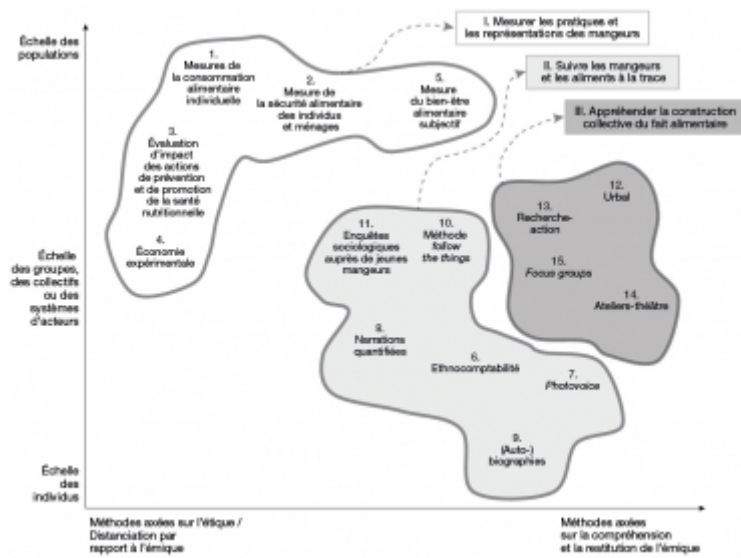 Échelle des
populations
I. Mesurer les pratiques et
les représentations des mangeurs
II. Suivre les mangeurs
et les aliments à la trace
III. Appréhender la construction
collective du fait alimentaire
1.
Mesures de
la consommation
alimentaire
individuelle
2.
Mesure de
la sécurité alimentaire
des individus
et ménages
5.
Mesure
du bien-être
alimentaire
subjectif
3.
Évaluation
d'impact
des actions
de prévention
et de promotion
de la santé
nutritionnelle
4.
Économie
expérimentale
Échelle
des groupes,
des collectifs
ou des
systèmes
d'acteurs
11.
Enquêtes
sociologiques
auprès de jeunes
mangeurs
10.
Méthode
follow
the things
12.
Urbal
13.
Recherche-
action
15.
Focus groups
14.
Ateliers-théâtre
8.
Narrations
quantifiées
6.
Ethnocomptabilité
7.
Photovoice
9.
(Auto-)
biographies
Échelle
des
individus
Méthodes axées sur l'étique /
Distanciation par
rapport à l'émique
Méthodes axées
sur la compréhension
et la restitution de l'émique